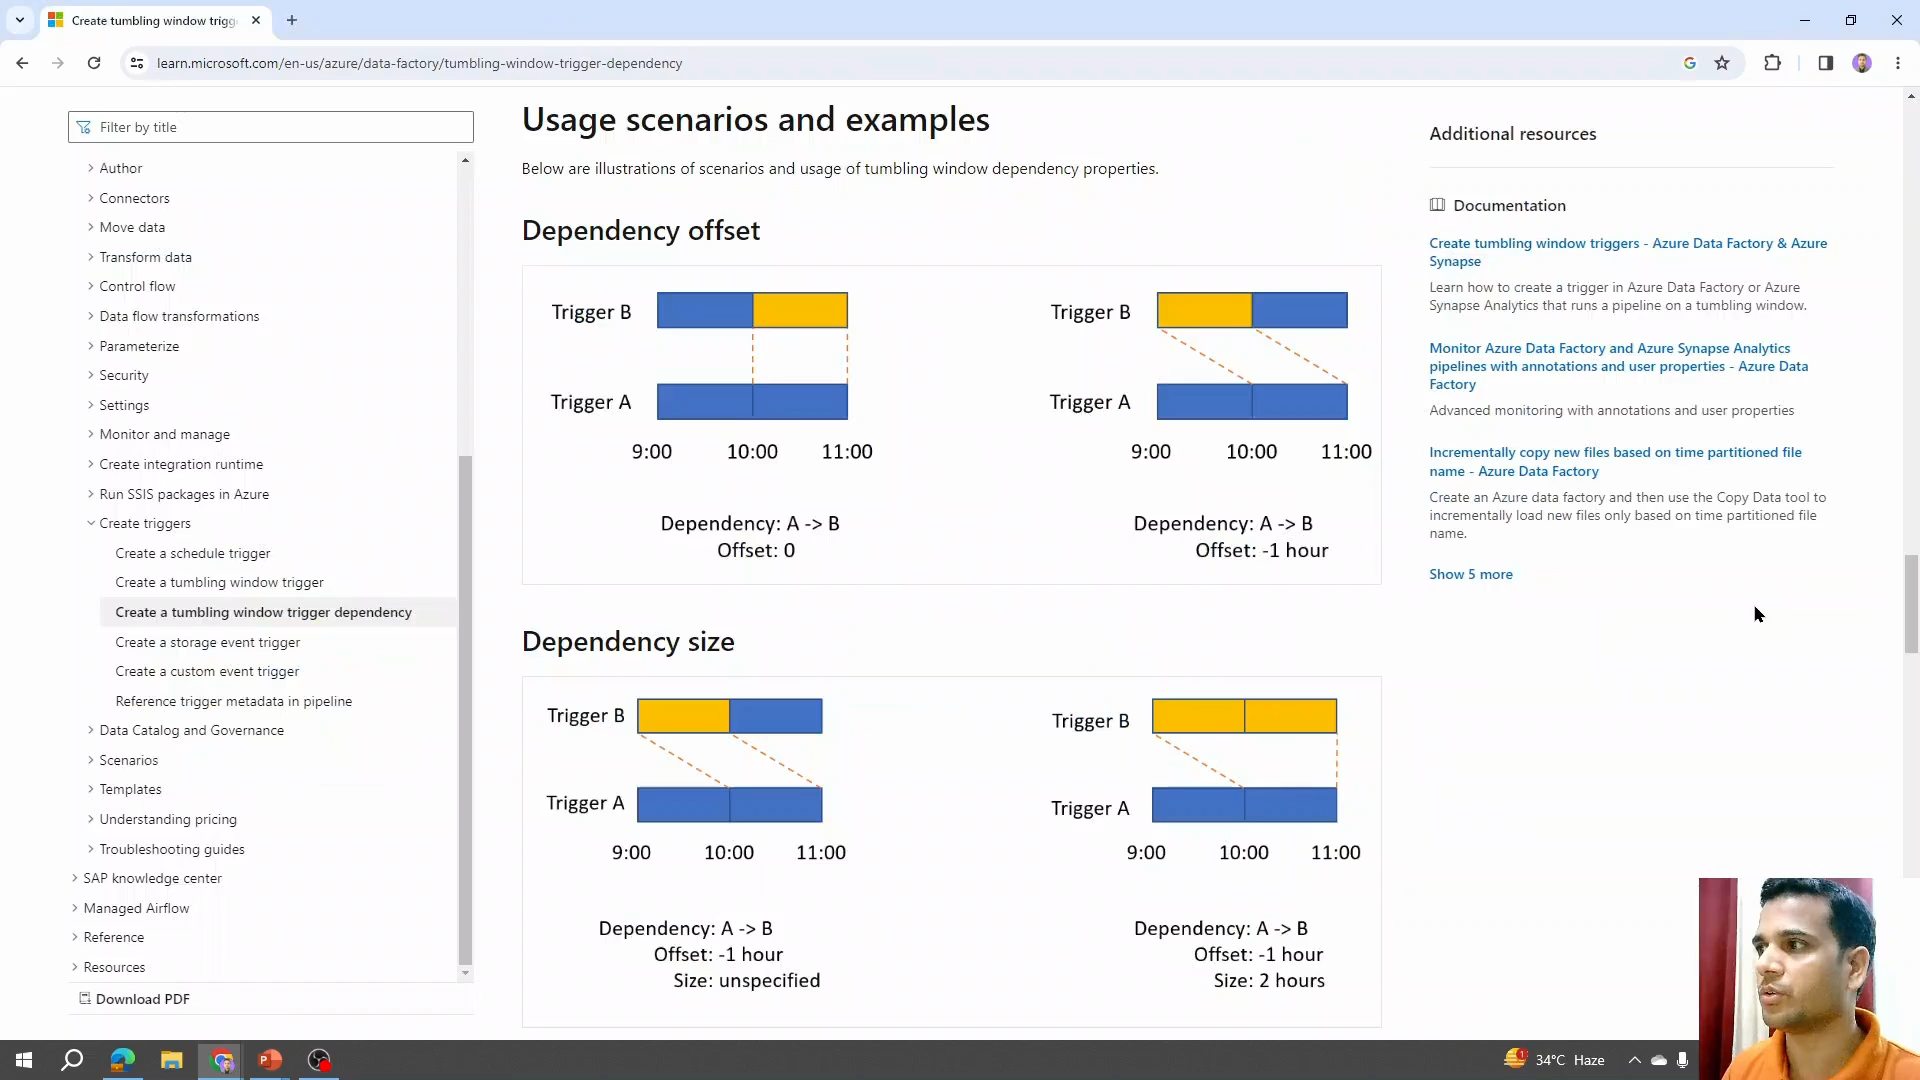 Create tumbling window trigg
learn.microsoft.com/en-us/azure/data-factory/tumbling-window-trigger-dependency
Filter by title
Author
Connectors
Move data
Transform data
Control flow
Data flow transformations
Parameterize
Security
Settings
Monitor and manage
Create integration runtime
Run SSIS packages in Azure
Create triggers
Create a schedule trigger
Create a tumbling window trigger
Create a tumbling window trigger dependency
Create a storage event trigger
Create a custom event trigger
Reference trigger metadata in pipeline
Data Catalog and Governance
Scenarios
Templates
Understanding pricing
Troubleshooting guides
SAP knowledge center
Managed Airflow
Reference
Resources
Download PDF
Usage scenarios and examples
Below are illustrations of scenarios and usage of tumbling window dependency properties.
Dependency offset
Trigger B
Trigger A
9:00 10:00 11:00
Dependency: A -> B
Offset: 0
Trigger B
Trigger A
9:00 10:00 11:00
Dependency: A -> B
Offset: -1 hour
Dependency size
Trigger B
Trigger A
9:00 10:00 11:00
Dependency: A -> B
Offset: -1 hour
Size: unspecified
Trigger B
Trigger A
9:00 10:00 11:00
Dependency: A -> B
Offset: -1 hour
Size: 2 hours
Additional resources
Documentation
Create tumbling window triggers - Azure Data Factory & Azure
Synapse
Learn how to create a trigger in Azure Data Factory or Azure
Synapse Analytics that runs a pipeline on a tumbling window.
Monitor Azure Data Factory and Azure Synapse Analytics
pipelines with annotations and user properties - Azure Data
Factory
Advanced monitoring with annotations and user properties
Incrementally copy new files based on time partitioned file
name - Azure Data Factory
Create an Azure data factory and then use the Copy Data tool to
incrementally load new files only based on time partitioned file
name.
Show 5 more
34°C Haze